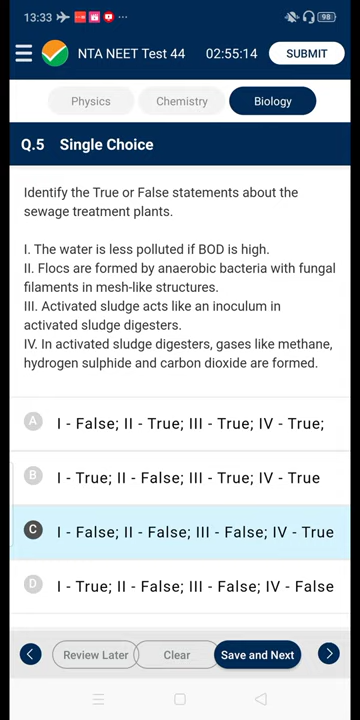 13:33
98
NTA NEET Test 44
02:55:14
SUBMIT
Physics
Chemistry
Biology
Q.5 Single Choice
Identify the True or False statements about the
sewage treatment plants.
I. The water is less polluted if BOD is high.
II. Flocs are formed by anaerobic bacteria with fungal
filaments in mesh-like structures.
III. Activated sludge acts like an inoculum in
activated sludge digesters.
IV. In activated sludge digesters, gases like methane,
hydrogen sulphide and carbon dioxide are formed.
A I - False; II - True; III - True; IV - True;
B I - True; II - False; III - True; IV - True
C I - False; II - False; III - False; IV - True
D I - True; II - False; III - False; IV - False
Review Later
Clear
Save and Next